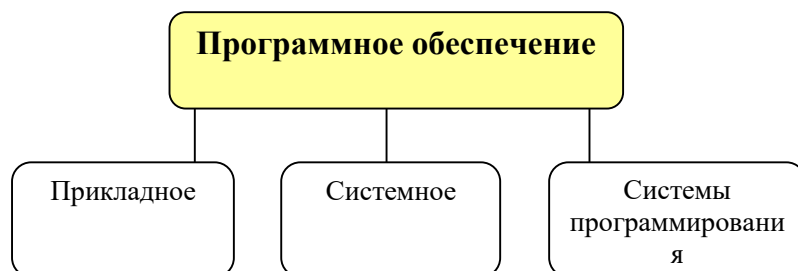 Программное обеспечение
Прикладное
Системное
Системы
программировани
я